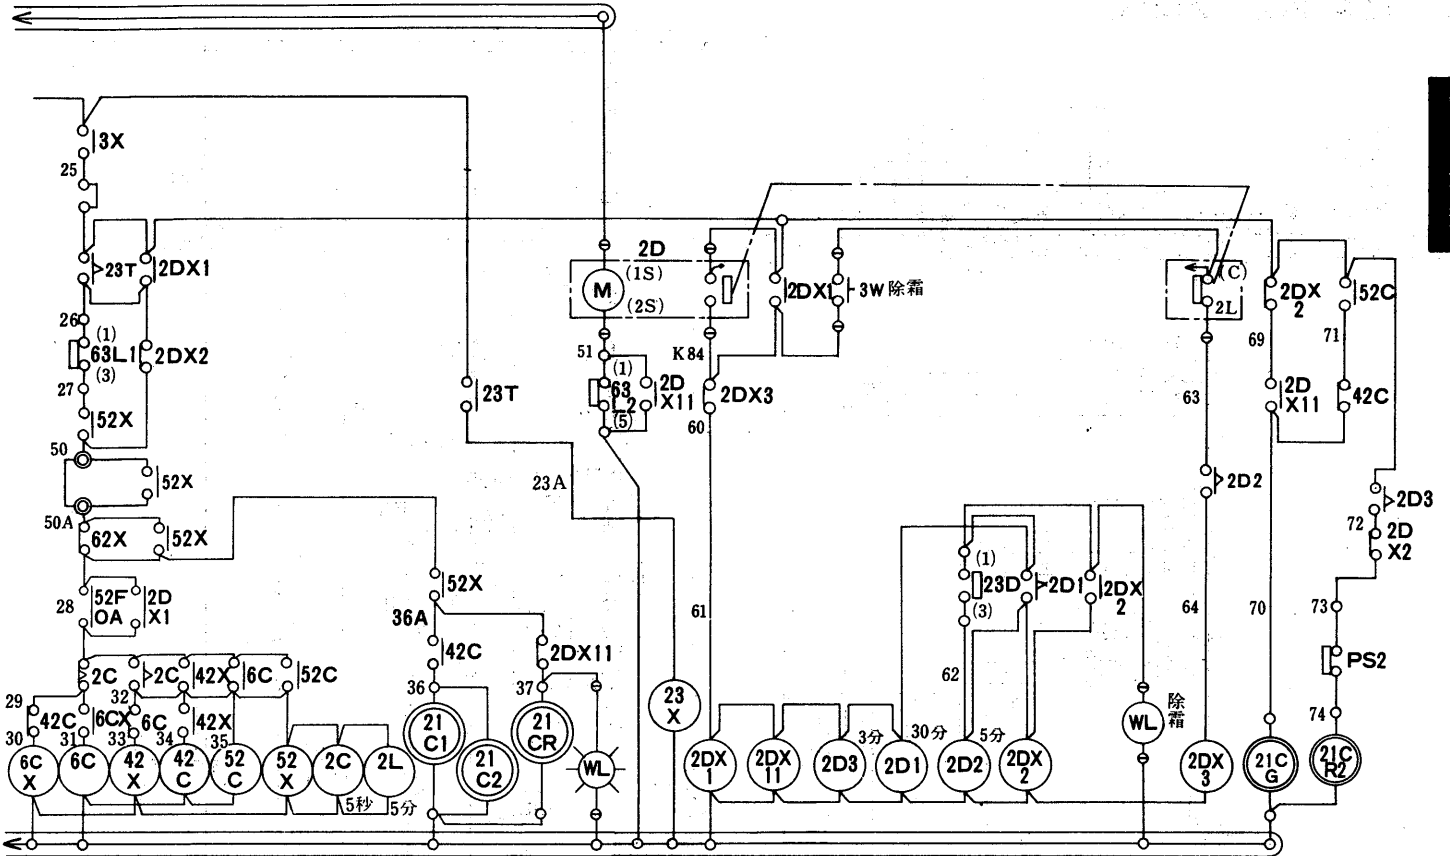 3X
25
23T
2DX1
26
(1)
63L1
(3)
2DX2
27
52X
50
52X
50A
62X
52X
28
52F
OA
2D
X1
2C
2C
42X
6C
52C
29
42C
6CX
32
6C
42X
30
31
33
34
35
6C
X
6C
42
X
42
C
52
C
52
X
2C
2L
5秒
5分
23T
23A
52X
36A
42C
2DX11
36
37
21
C1
21
C2
21
CR
WL
23
X
2D
(1S)
M
(2S)
51
(1)
63
L2
(5)
2D
X11
K84
2DX3
60
2DX1
3W除霜
61
(1)
23D
(3)
2D1
2DX
2
62
2DX
1
2DX
11
2D3
3分
2D1
30分
2D2
5分
2DX
2
WL
除霜
(C)
2L
63
2D2
64
2DX
3
2DX
2
52C
69
71
2D
X11
42C
70
2D3
72
2D
X2
73
PS2
74
21C
G
21C
R2